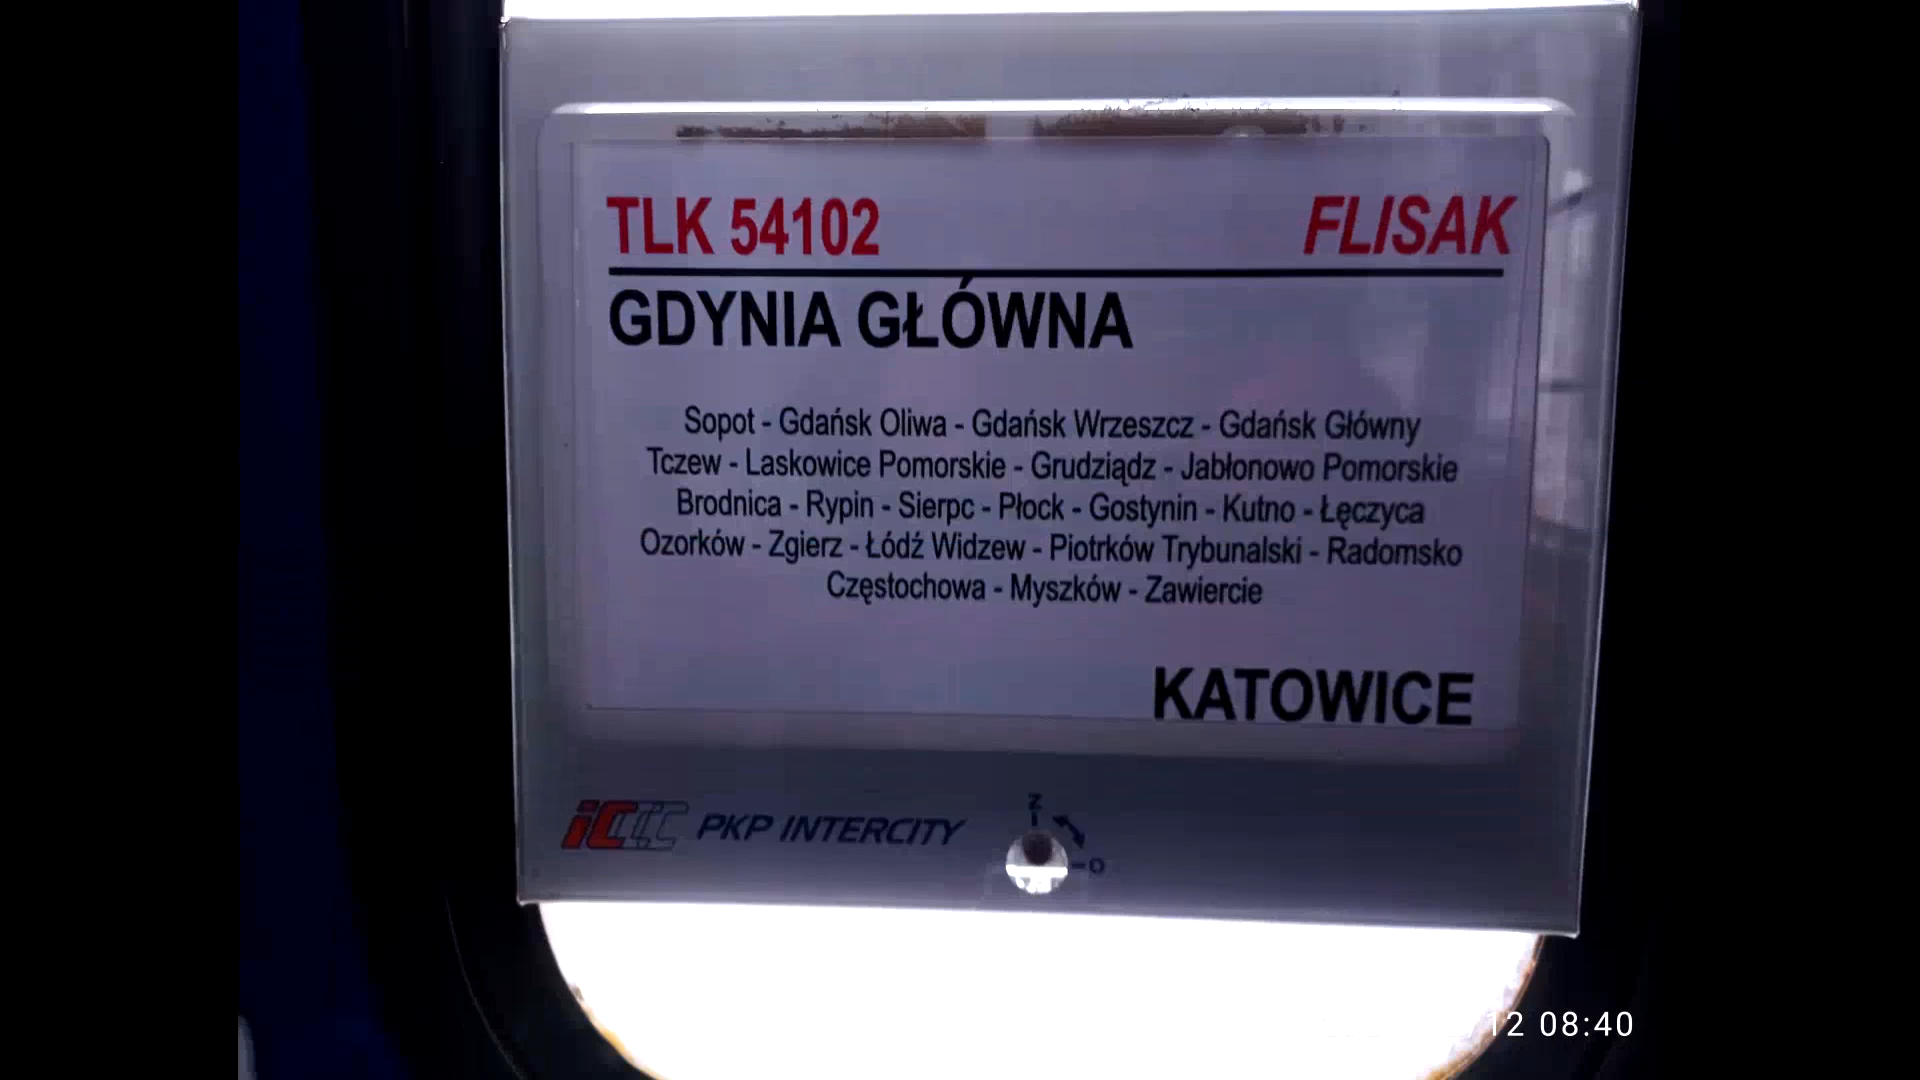 TLK 54102 FLISAK
GDYNIA GŁÓWNA
Sopot - Gdańsk Oliwa - Gdańsk Wrzeszcz - Gdańsk Główny
Tczew - Laskowice Pomorskie - Grudziądz - Jabłonowo Pomorskie
Brodnica - Rypin - Sierpc - Płock - Gostynin - Kutno - Łęczyca
Ozorków - Zgierz - Łódź Widzew - Piotrków Trybunalski - Radomsko
Częstochowa - Myszków - Zawiercie
KATOWICE
Z
iC PKP INTERCITY
O
12 08:40